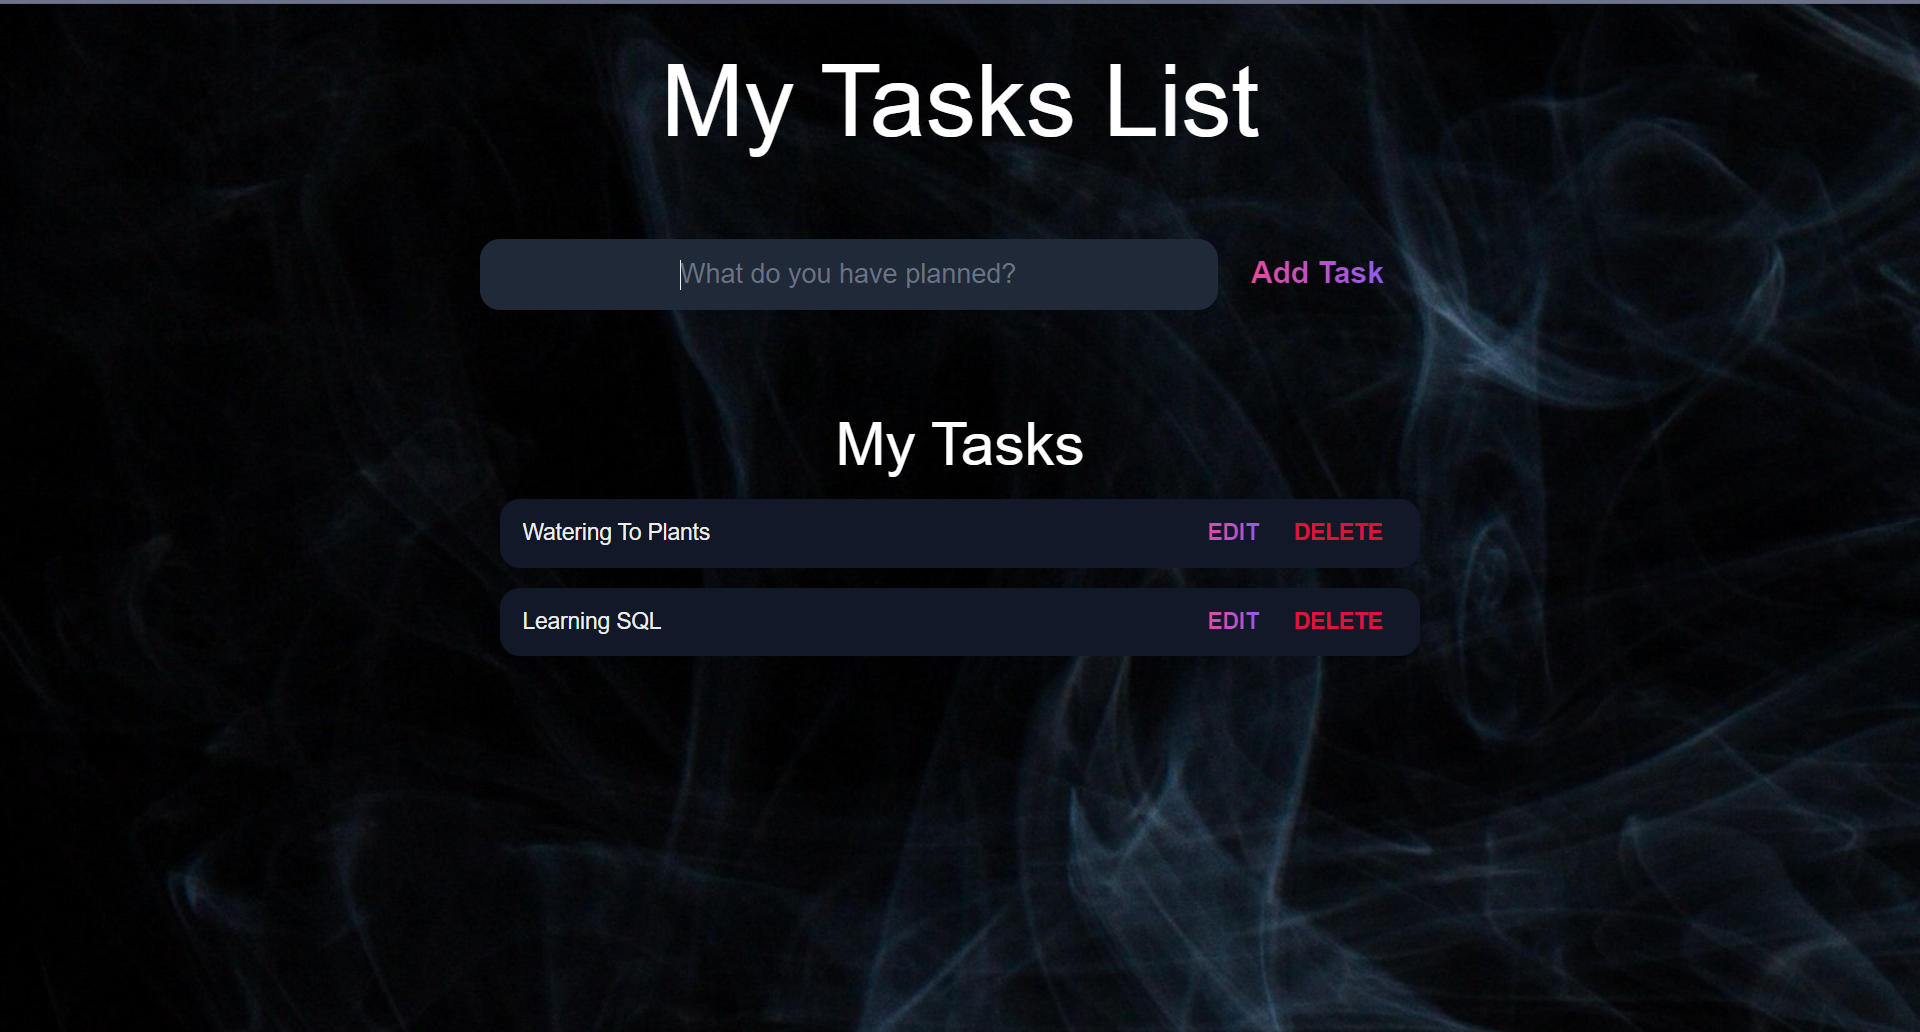 My Tasks List
What do you have planned?
Add Task
My Tasks
Watering To Plants
EDIT
DELETE
Learning SQL
EDIT
DELETE